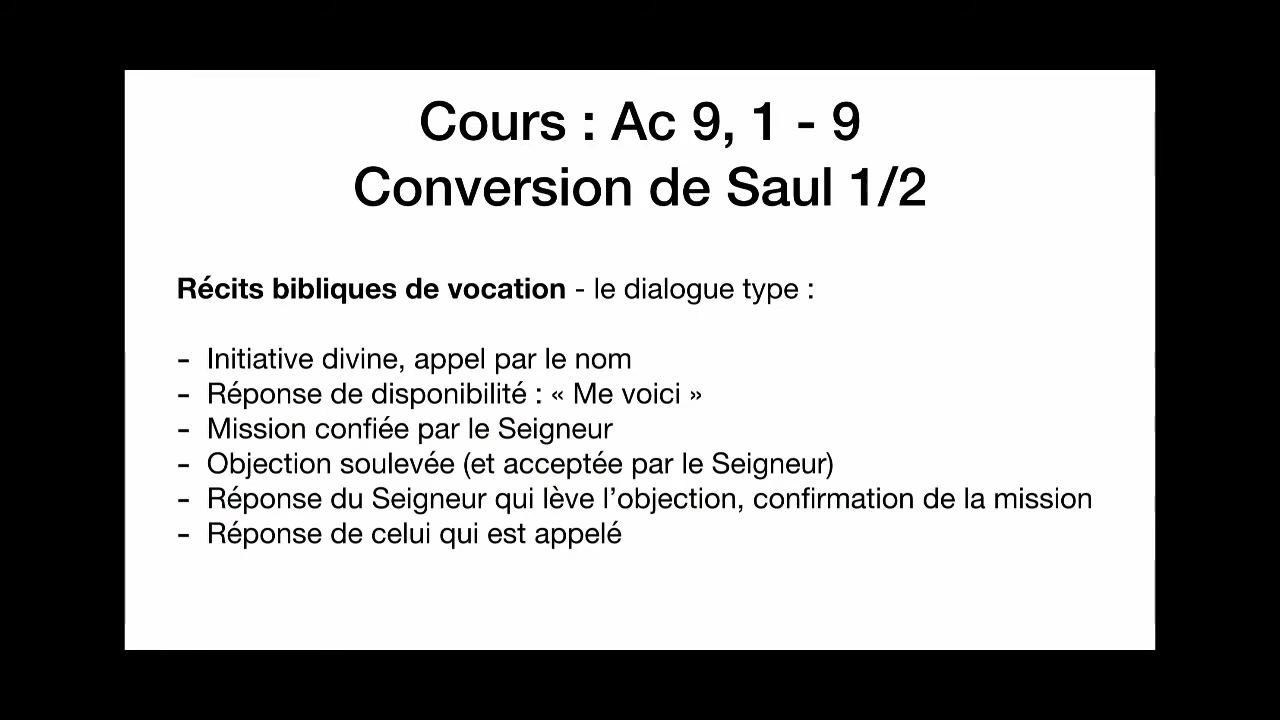 Cours : Ac 9, 1 - 9
Conversion de Saul 1/2
Récits bibliques de vocation - le dialogue type :
- Initiative divine, appel par le nom
- Réponse de disponibilité : « Me voici »
- Mission confiée par le Seigneur
- Objection soulevée (et acceptée par le Seigneur)
- Réponse du Seigneur qui lève l’objection, confirmation de la mission
- Réponse de celui qui est appelé